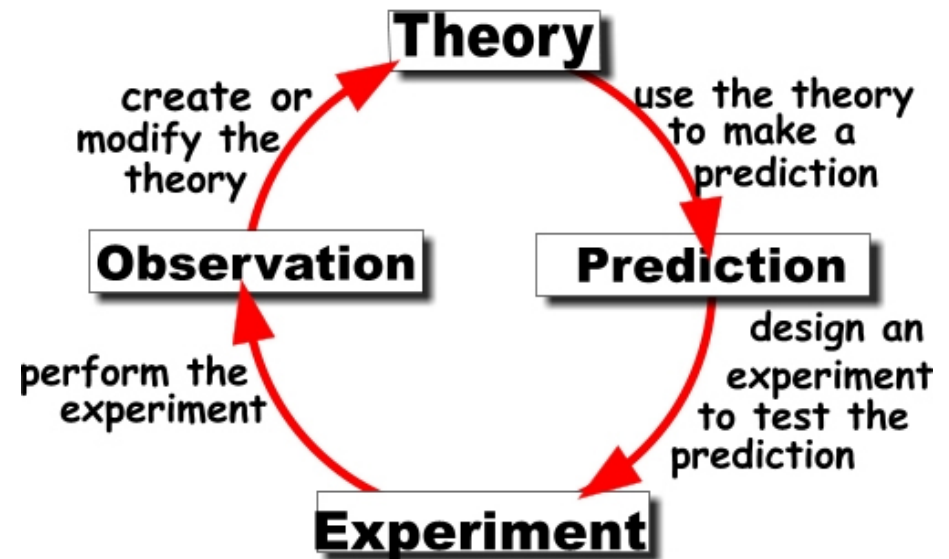 Theory
use the theory
to make a
prediction
Prediction
design an
experiment
to test the
prediction
Experiment
perform the
experiment
Observation
create or
modify the
theory